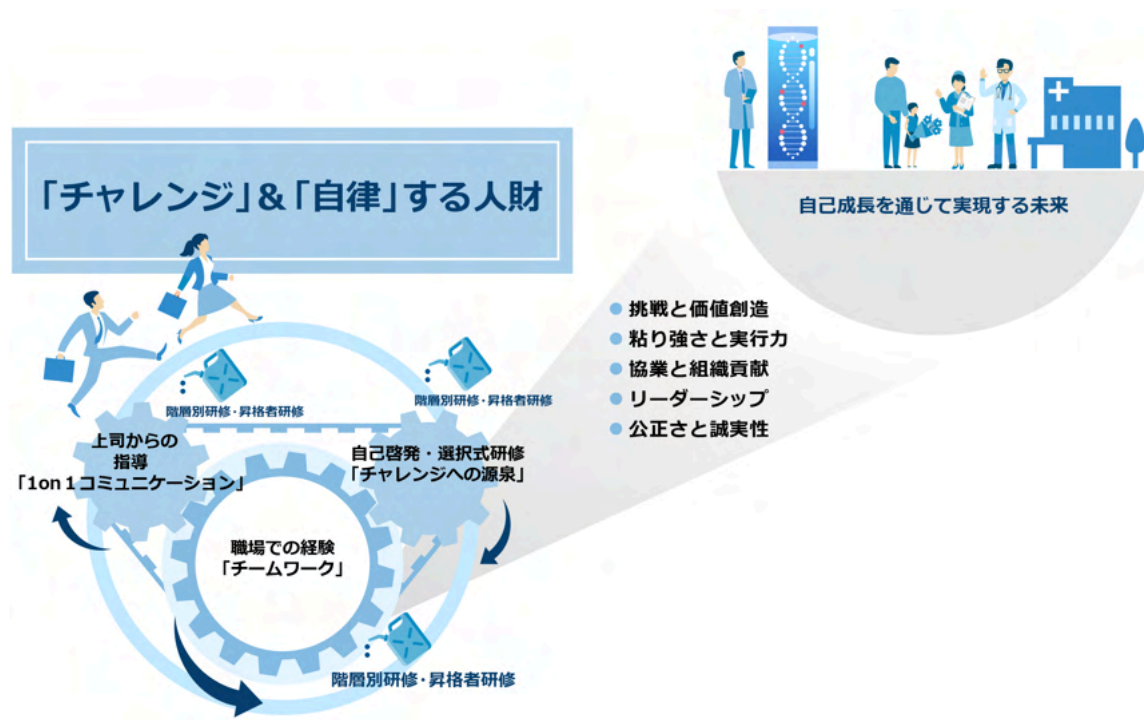 「チャレンジ」&「自律」する人財
自己成長を通じて実現する未来
挑戦と価値創造
粘り強さと実行力
協業と組織貢献
リーダーシップ
公正さと誠実性
階層別研修・昇格者研修
階層別研修・昇格者研修
上司からの
指導
「1on１コミュニケーション」
自己啓発・選択式研修
「チャレンジへの源泉」
職場での経験
「チームワーク」
階層別研修・昇格者研修